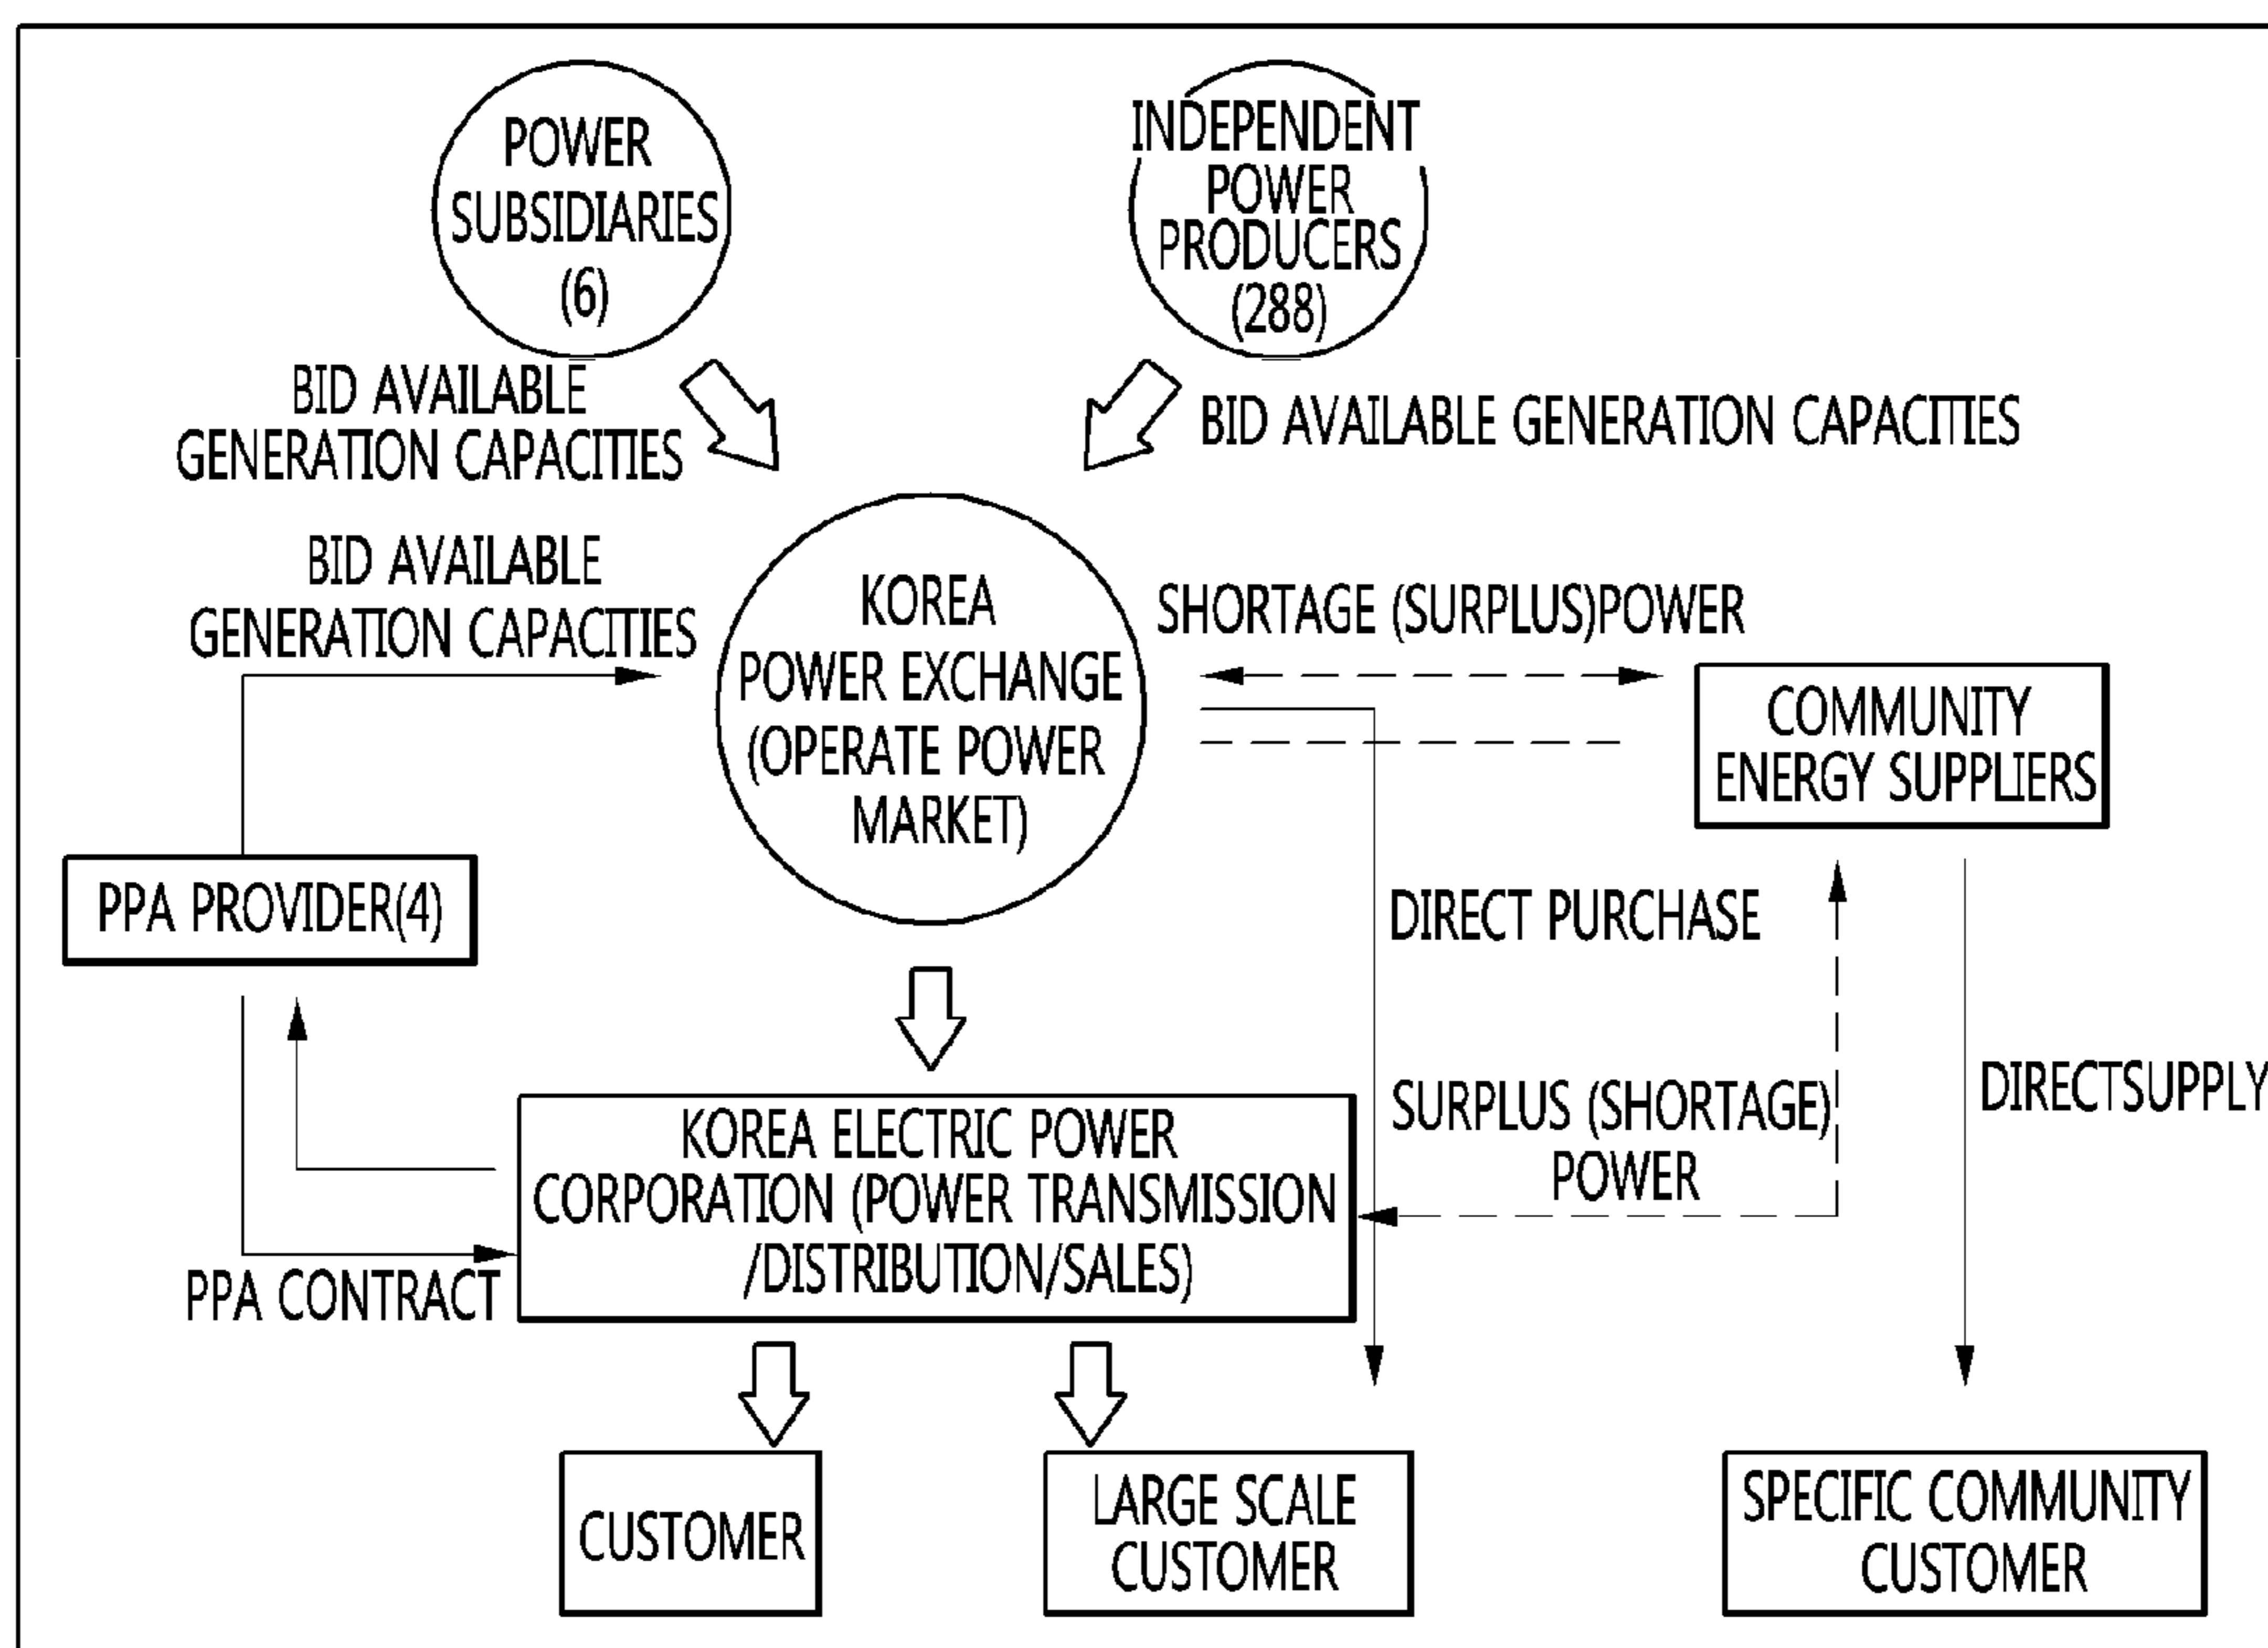 POWER
SUBSIDIARIES
(6)
INDEPENDENT
POWER
PRODUCERS
(288)
BID AVAILABLE
GENERATION CAPACITIES
BID AVAILABLE GENERATION CAPACITIES
BID AVAILABLE
GENERATION CAPACITIES
KOREA
POWER EXCHANGE
(OPERATE POWER
MARKET)
SHORTAGE (SURPLUS)POWER
COMMUNITY
ENERGY SUPPLIERS
PPA PROVIDER(4)
DIRECT PURCHASE
SURPLUS (SHORTAGE)
POWER
DIRECTSUPPLY
KOREA ELECTRIC POWER
CORPORATION (POWER TRANSMISSION
/DISTRIBUTION/SALES)
PPA CONTRACT
CUSTOMER
LARGE SCALE
CUSTOMER
SPECIFIC COMMUNITY
CUSTOMER